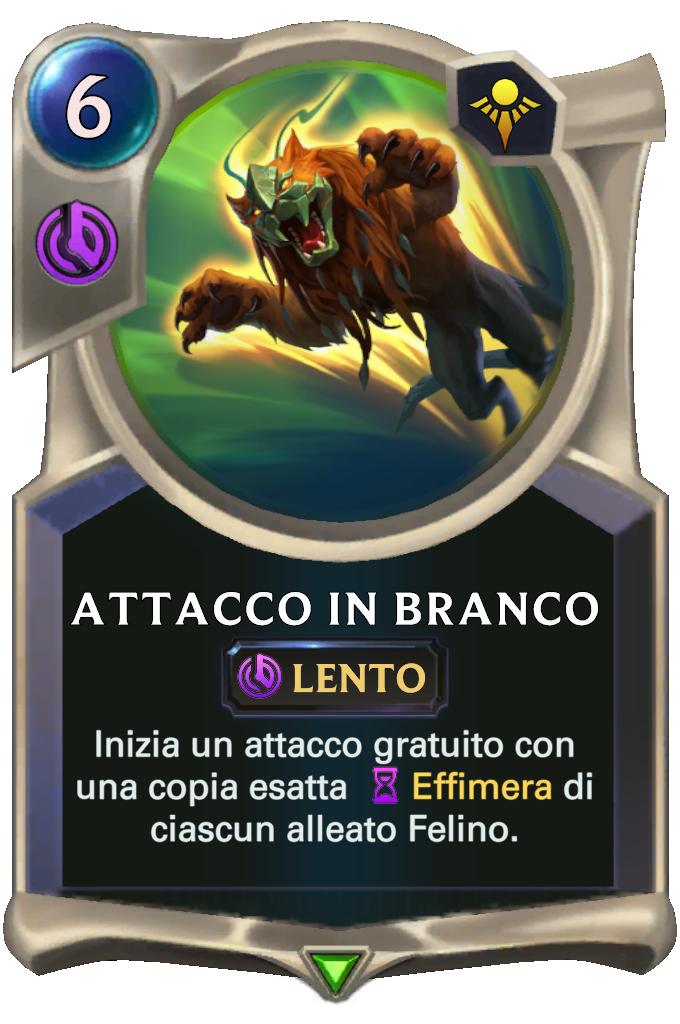 6
ATTACCO IN BRANCO
LENTO
Inizia un attacco gratuito con
una copia esatta Effimera di
ciascun alleato Felino.